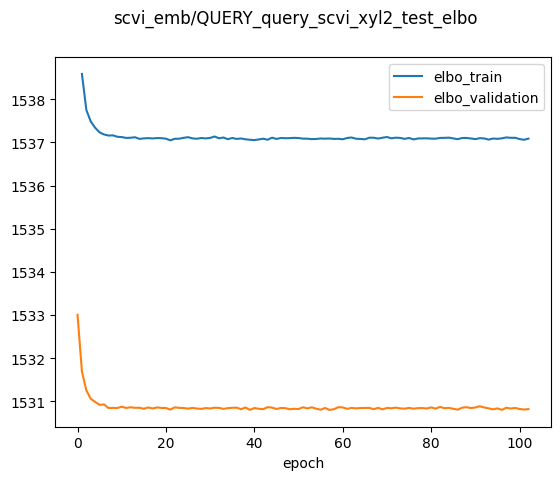 scvi_emb/QUERY_query_scvi_xyl2_test_elbo
elbo_train
elbo_validation
1538
1537
1536
1535
1534
1533
1532
1531
0 20 40 60 80 100
epoch